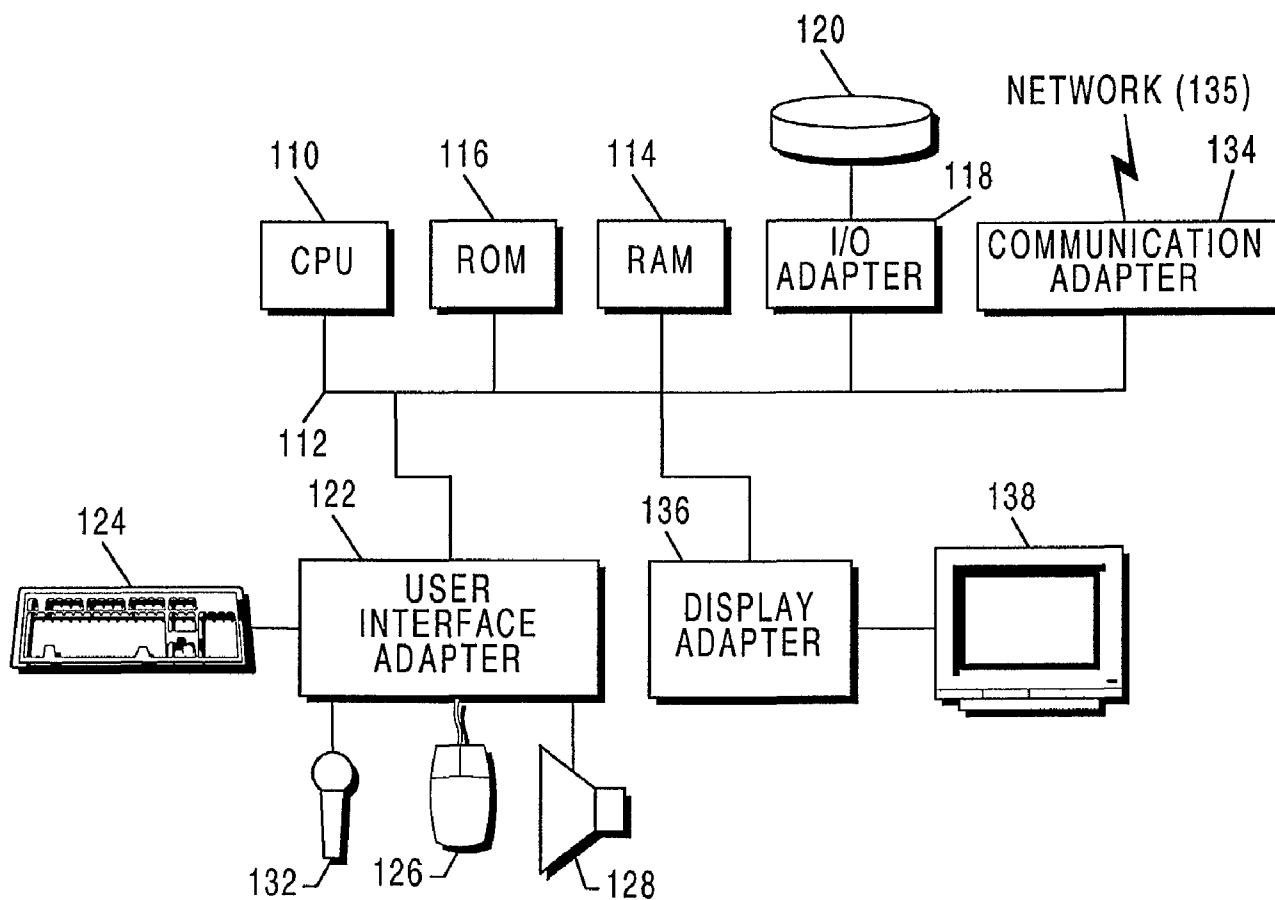 120
NETWORK (135)
110
116
114
118
134
CPU
ROM
RAM
I/O
ADAPTER
COMMUNICATION
ADAPTER
112
122
136
138
124
USER
INTERFACE
ADAPTER
DISPLAY
ADAPTER
132
126
128